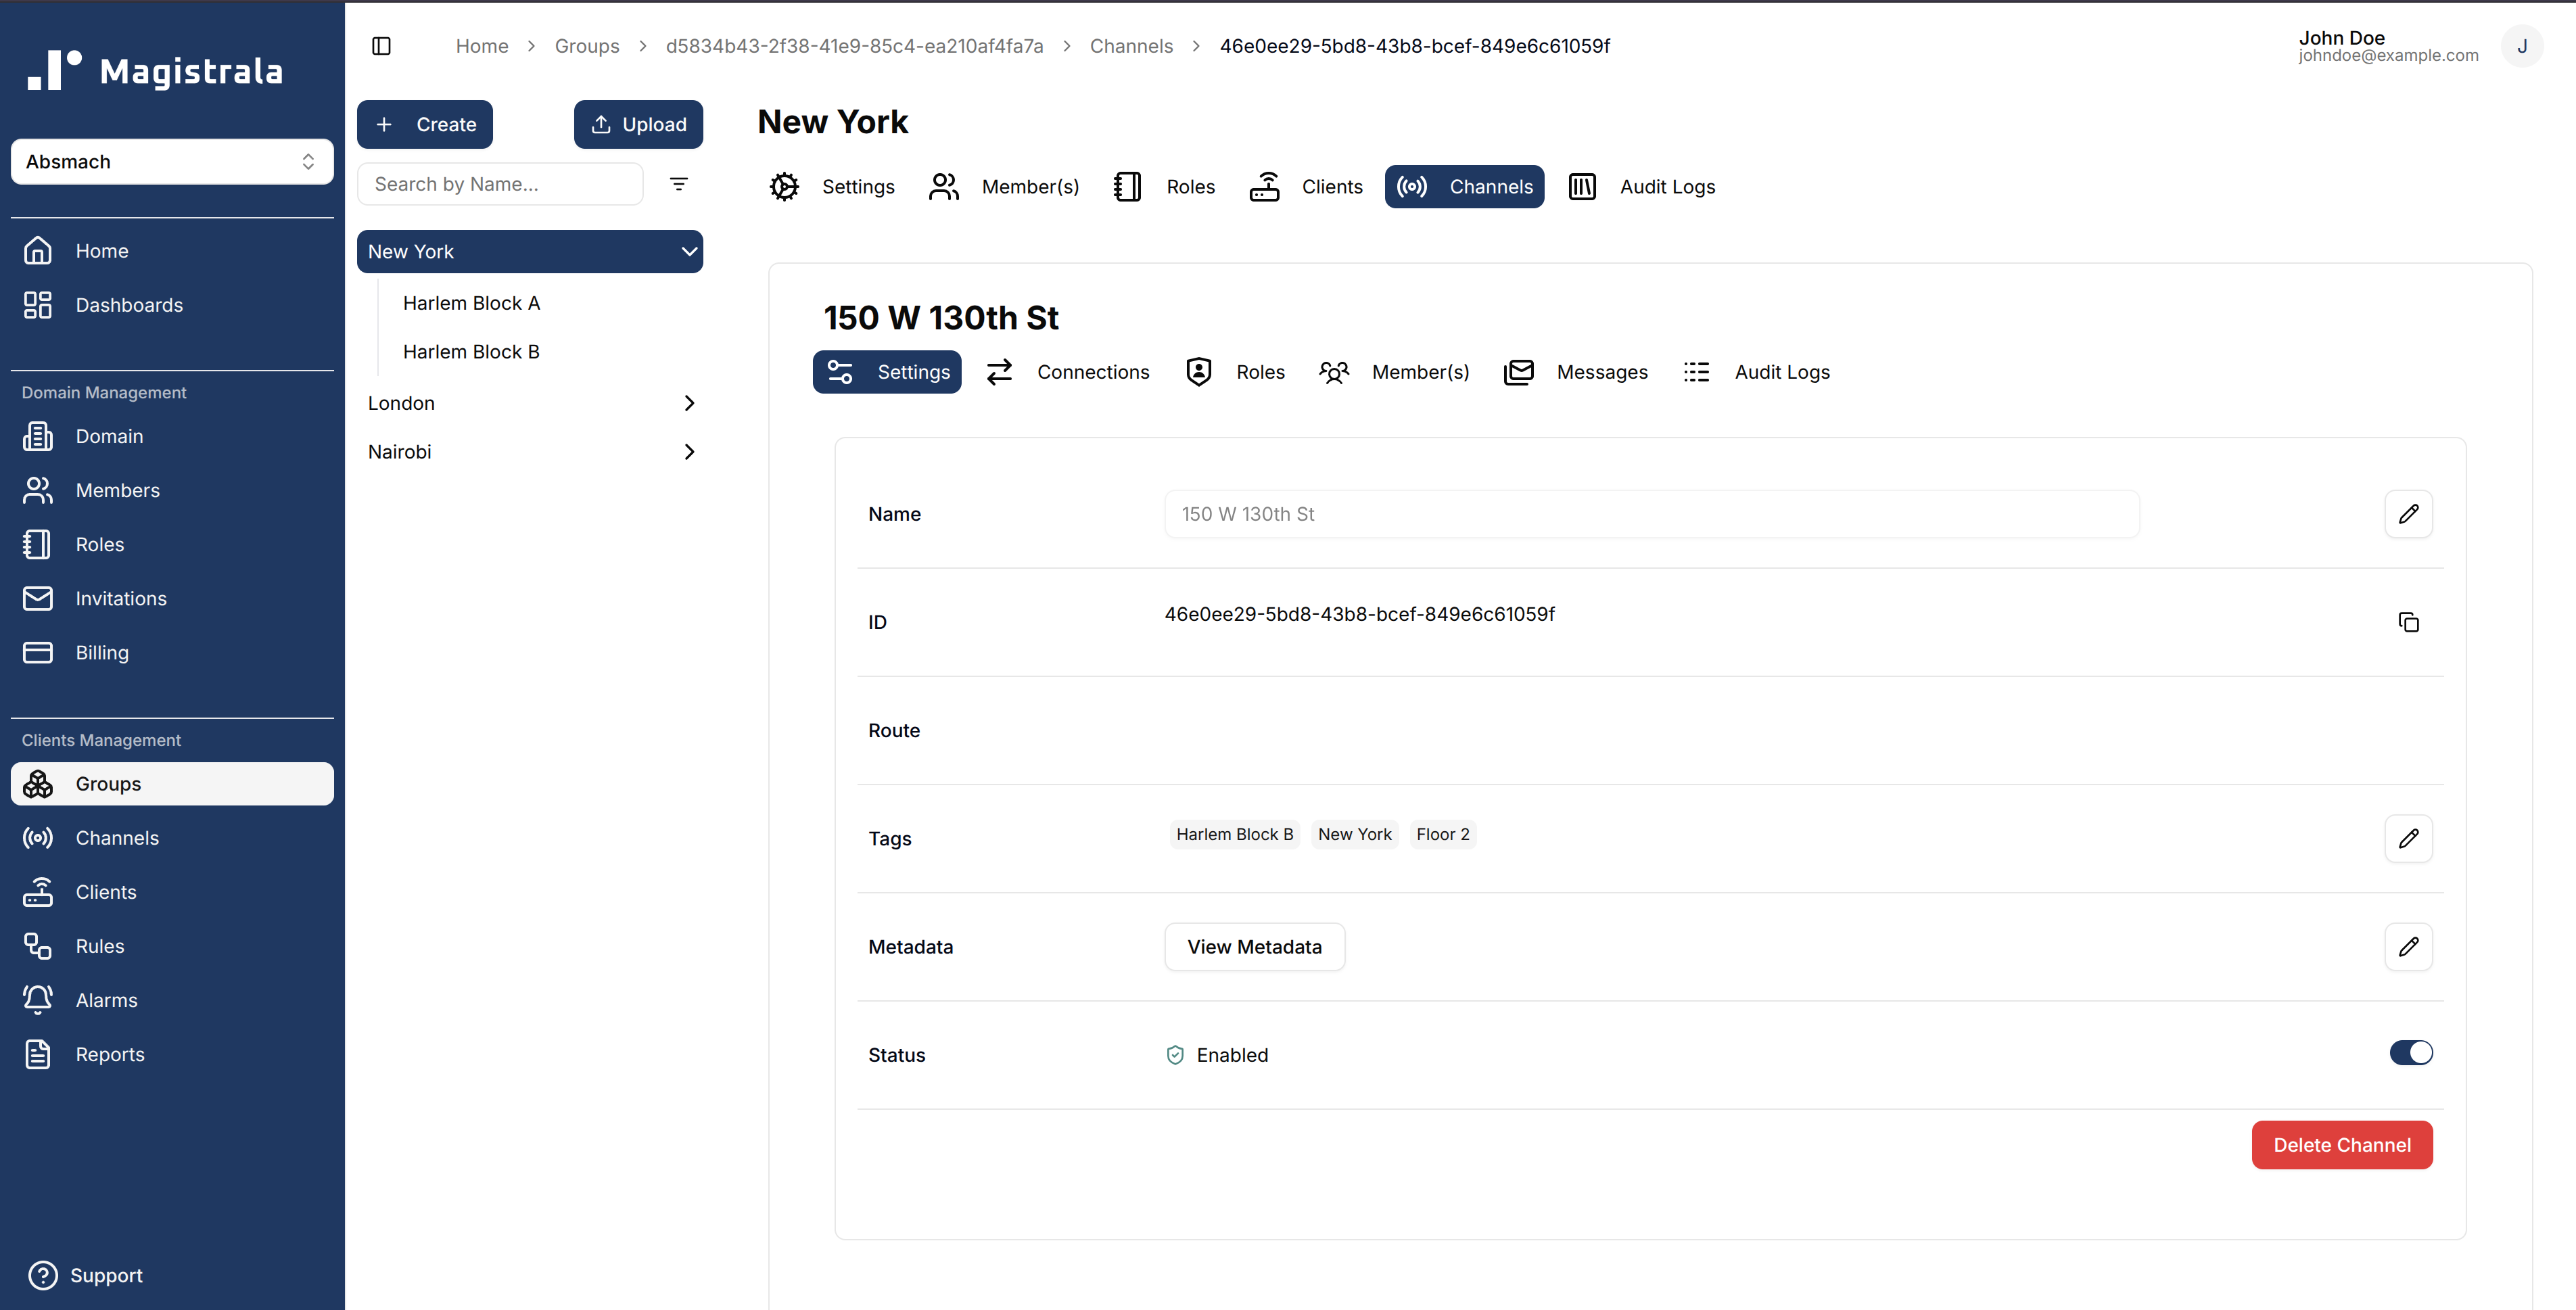 Magistrala
Absmach
Home
Dashboards
Domain Management
Domain
Members
Roles
Invitations
Billing
Clients Management
Groups
Channels
Clients
Rules
Alarms
Reports
Support
Home > Groups > d5834b43-2f38-41e9-85c4-ea210af4fa7a > Channels > 46e0ee29-5bd8-43b8-bcef-849e6c61059f
John Doe
johndoe@example.com
J
Create
Upload
Search by Name...
New York
Harlem Block A
Harlem Block B
London
Nairobi
New York
Settings Member(s) Roles Clients Channels Audit Logs
150 W 130th St
Settings Connections Roles Member(s) Messages Audit Logs
Name 150 W 130th St
ID 46e0ee29-5bd8-43b8-bcef-849e6c61059f
Route
Tags Harlem Block B New York Floor 2
Metadata View Metadata
Status Enabled
Delete Channel